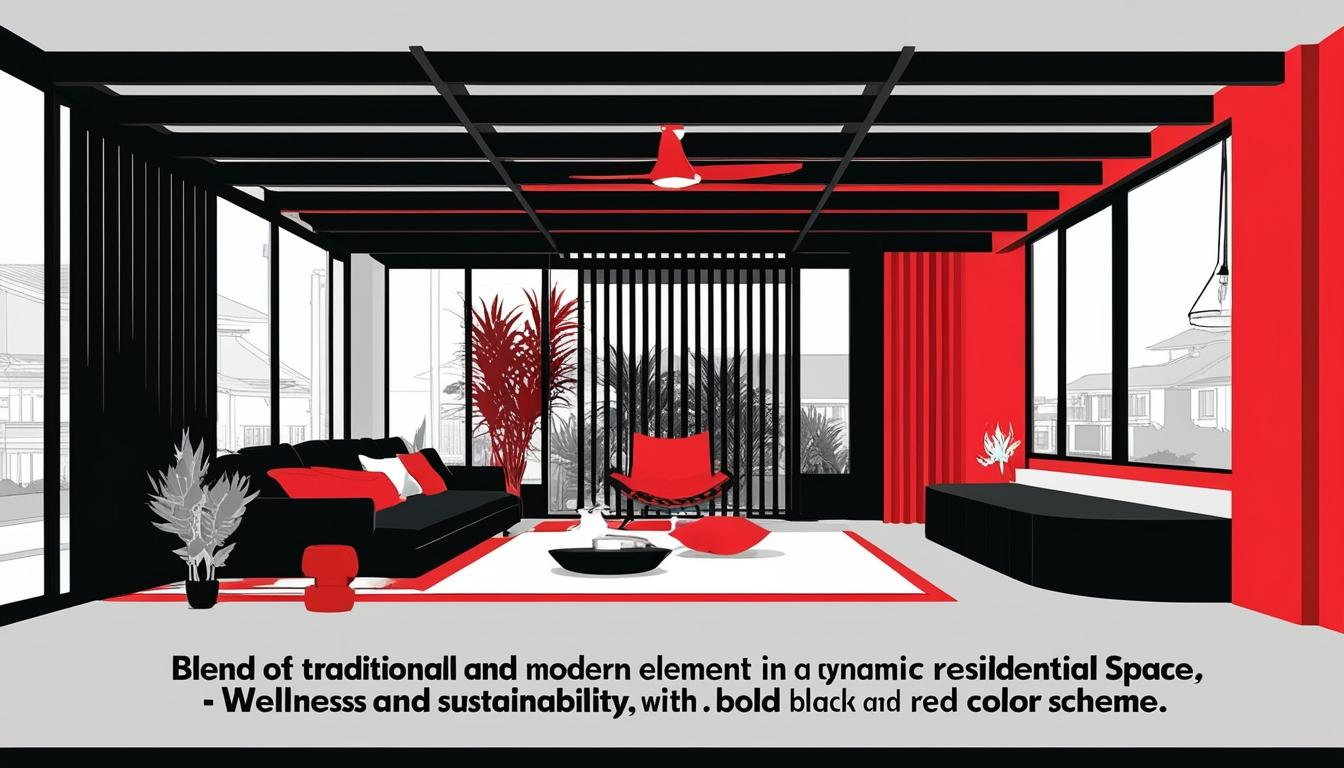 Blend of traditionall and modern element in a tynamic resildential Space,
- Wellnesss and sustainability, with . bold black and red color scheme.